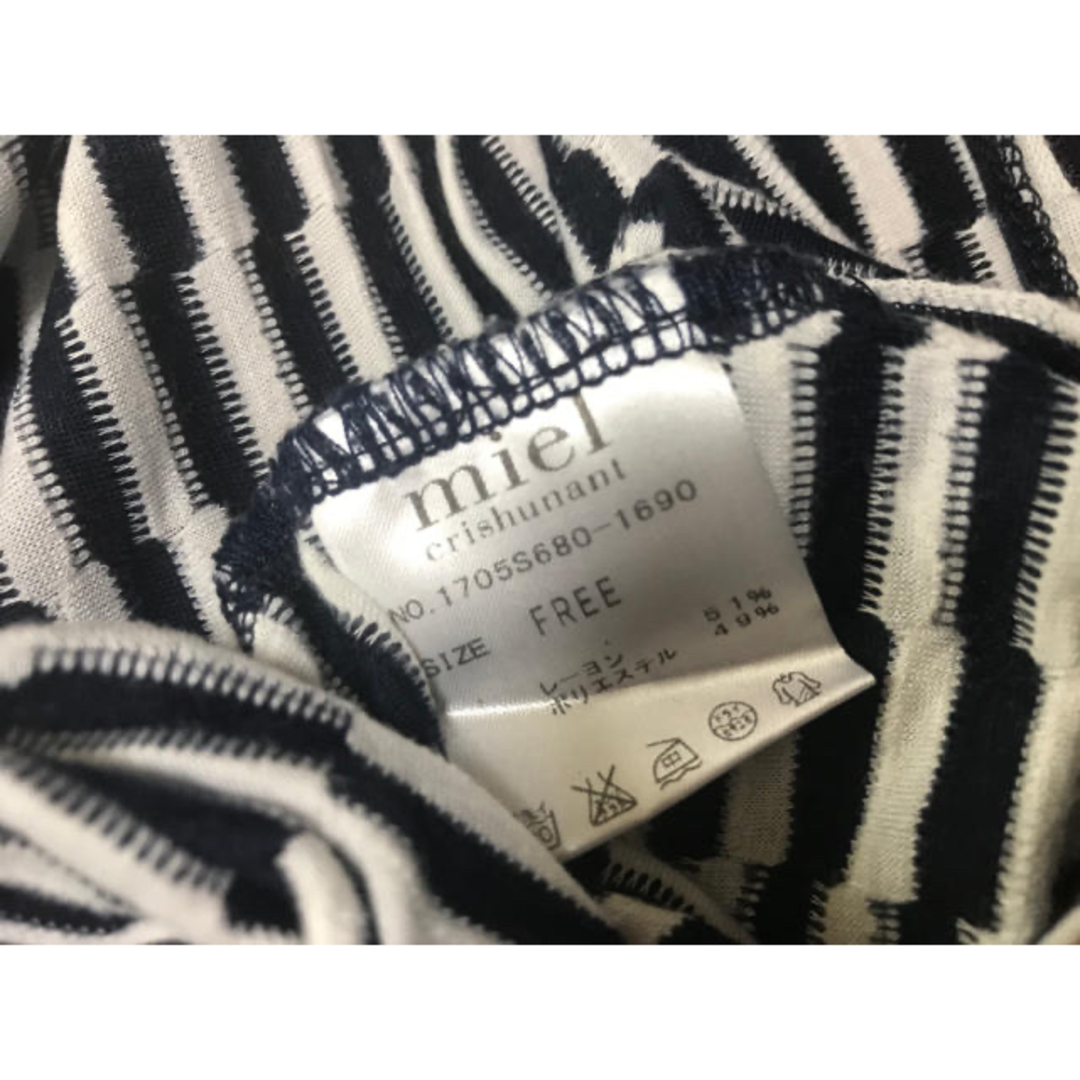 miel
crishunant
NO.1705S680-1690
SIZE FREE
レーヨン 51%
ポリエステル 49%